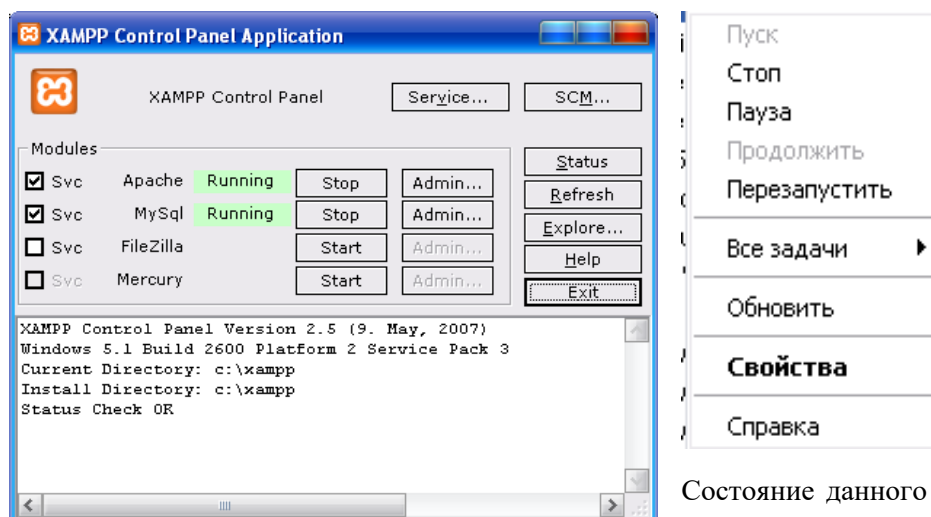 XAMPP Control Panel Application
XAMPP Control Panel
Service...
SCM...
Modules
Svc Apache Running Stop Admin...
Svc MySql Running Stop Admin...
Svc FileZilla Start Admin...
Svc Mercury Start Admin...
Status
Refresh
Explore...
Help
Exit
XAMPP Control Panel Version 2.5 (9. May, 2007)
Windows 5.1 Build 2600 Platform 2 Service Pack 3
Current Directory: c:\xampp
Install Directory: c:\xampp
Status Check OK
Пуск
Стоп
Пауза
Продолжить
Перезапустить
Все задачи
Обновить
Свойства
Справка
Состояние данного